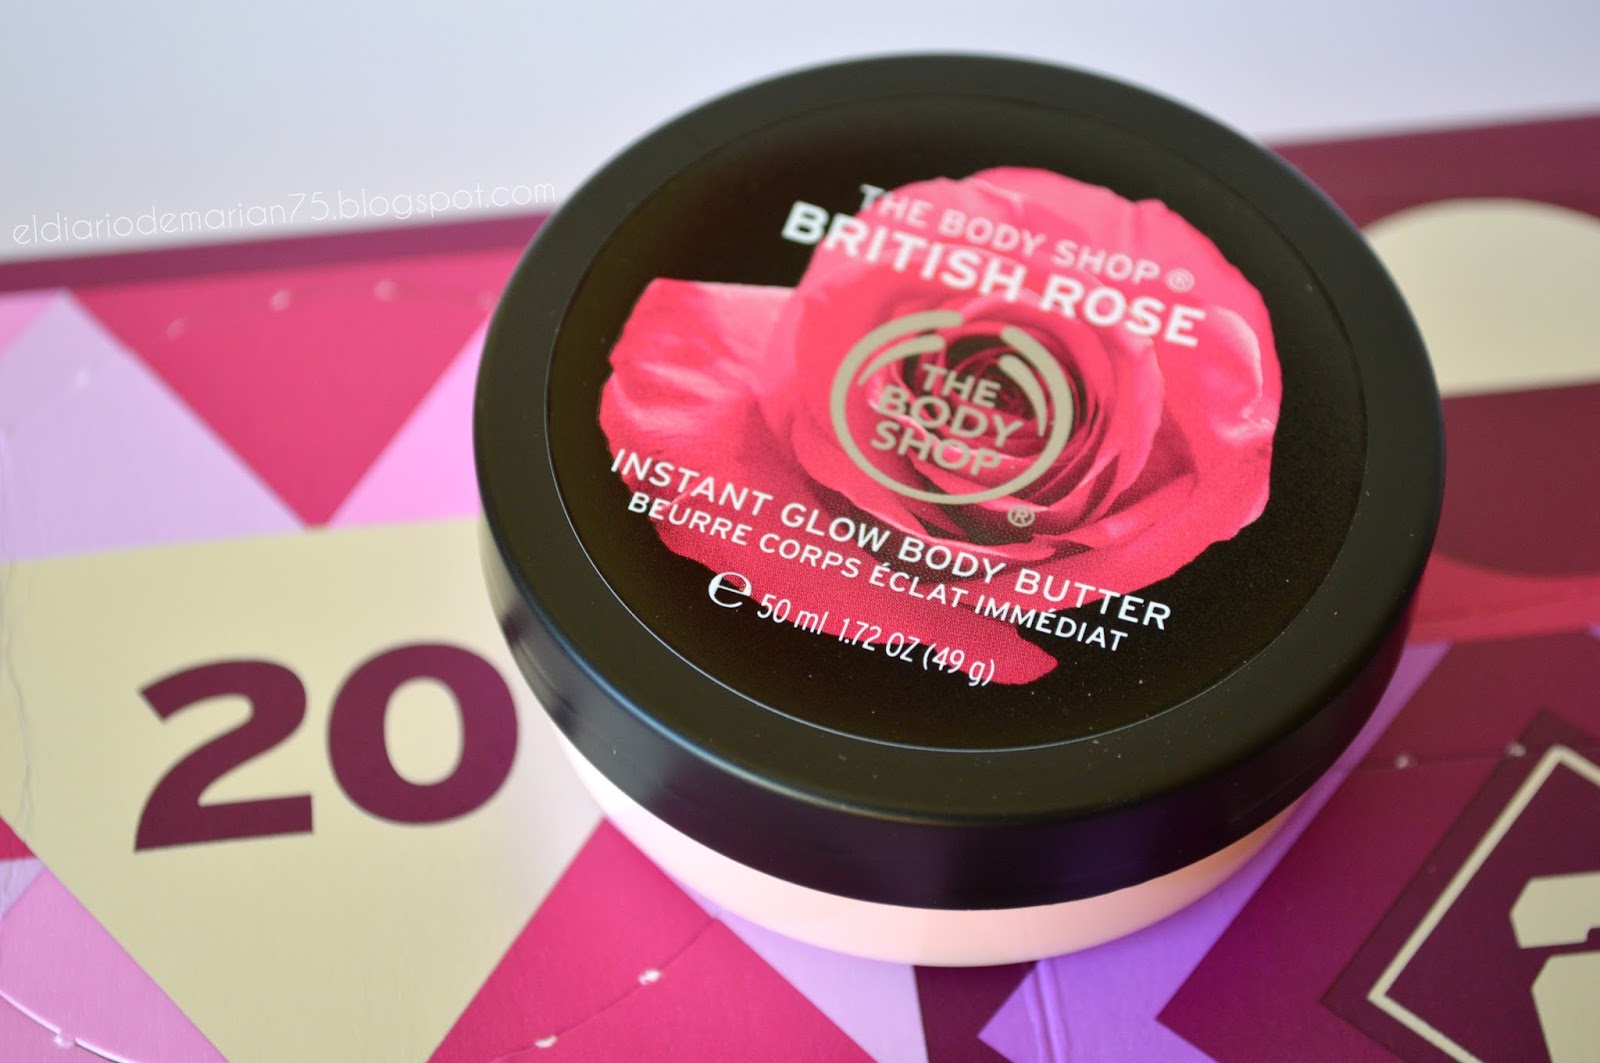 eldiariodemarian75.blogspot.com
THE BODY SHOP®
BRITISH ROSE
THE
BODY
SHOP
®
INSTANT GLOW BODY BUTTER
BEURRE CORPS ÉCLAT IMMÉDIAT
℮ 50 ml 1.72 OZ (49 g)
20